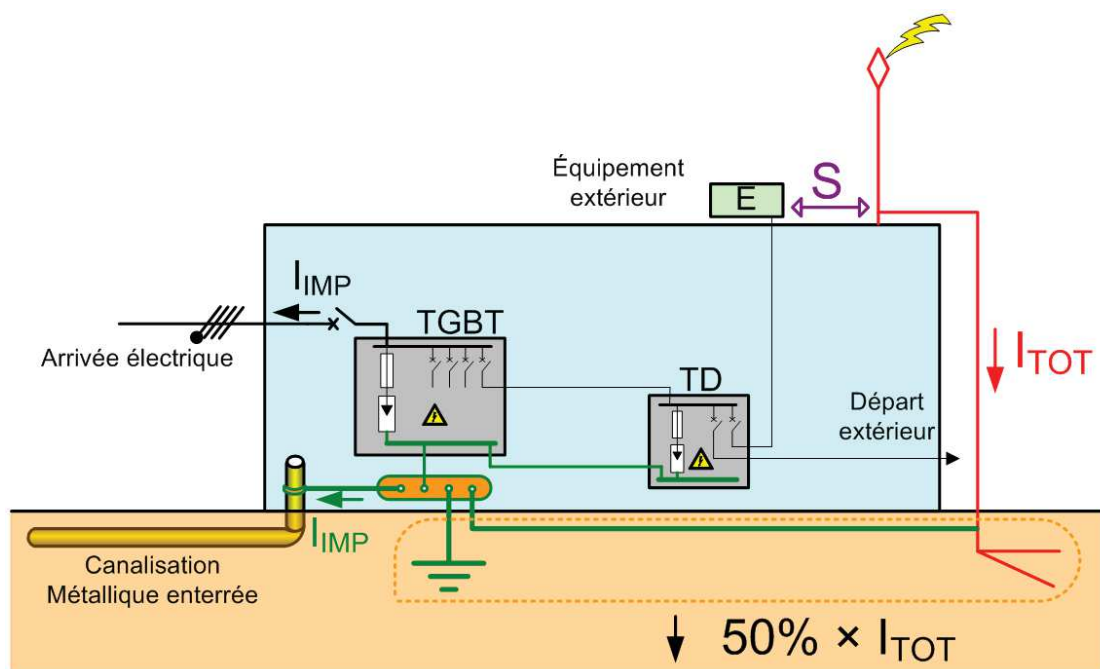 Équipement
extérieur
E
S
I_IMP
TGBT
Arrivée électrique
TD
I_TOT
Départ
extérieur
I_IMP
Canalisation
Métallique enterrée
50% × I_TOT